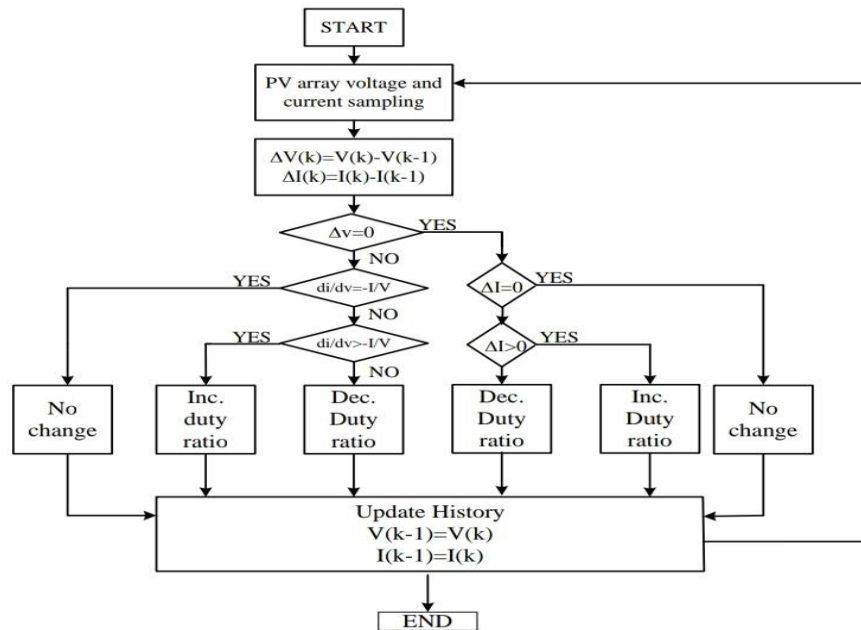 START
PV array voltage and
current sampling
ΔV(k)=V(k)-V(k-1)
ΔI(k)=I(k)-I(k-1)
Δv=0
YES
NO
YES
di/dv=-I/V
ΔI=0
YES
NO
YES
di/dv>-I/V
ΔI>0
YES
NO
No
change
Inc.
duty
ratio
Dec.
Duty
ratio
Dec.
Duty
ratio
Inc.
Duty
ratio
No
change
Update History
V(k-1)=V(k)
I(k-1)=I(k)
END